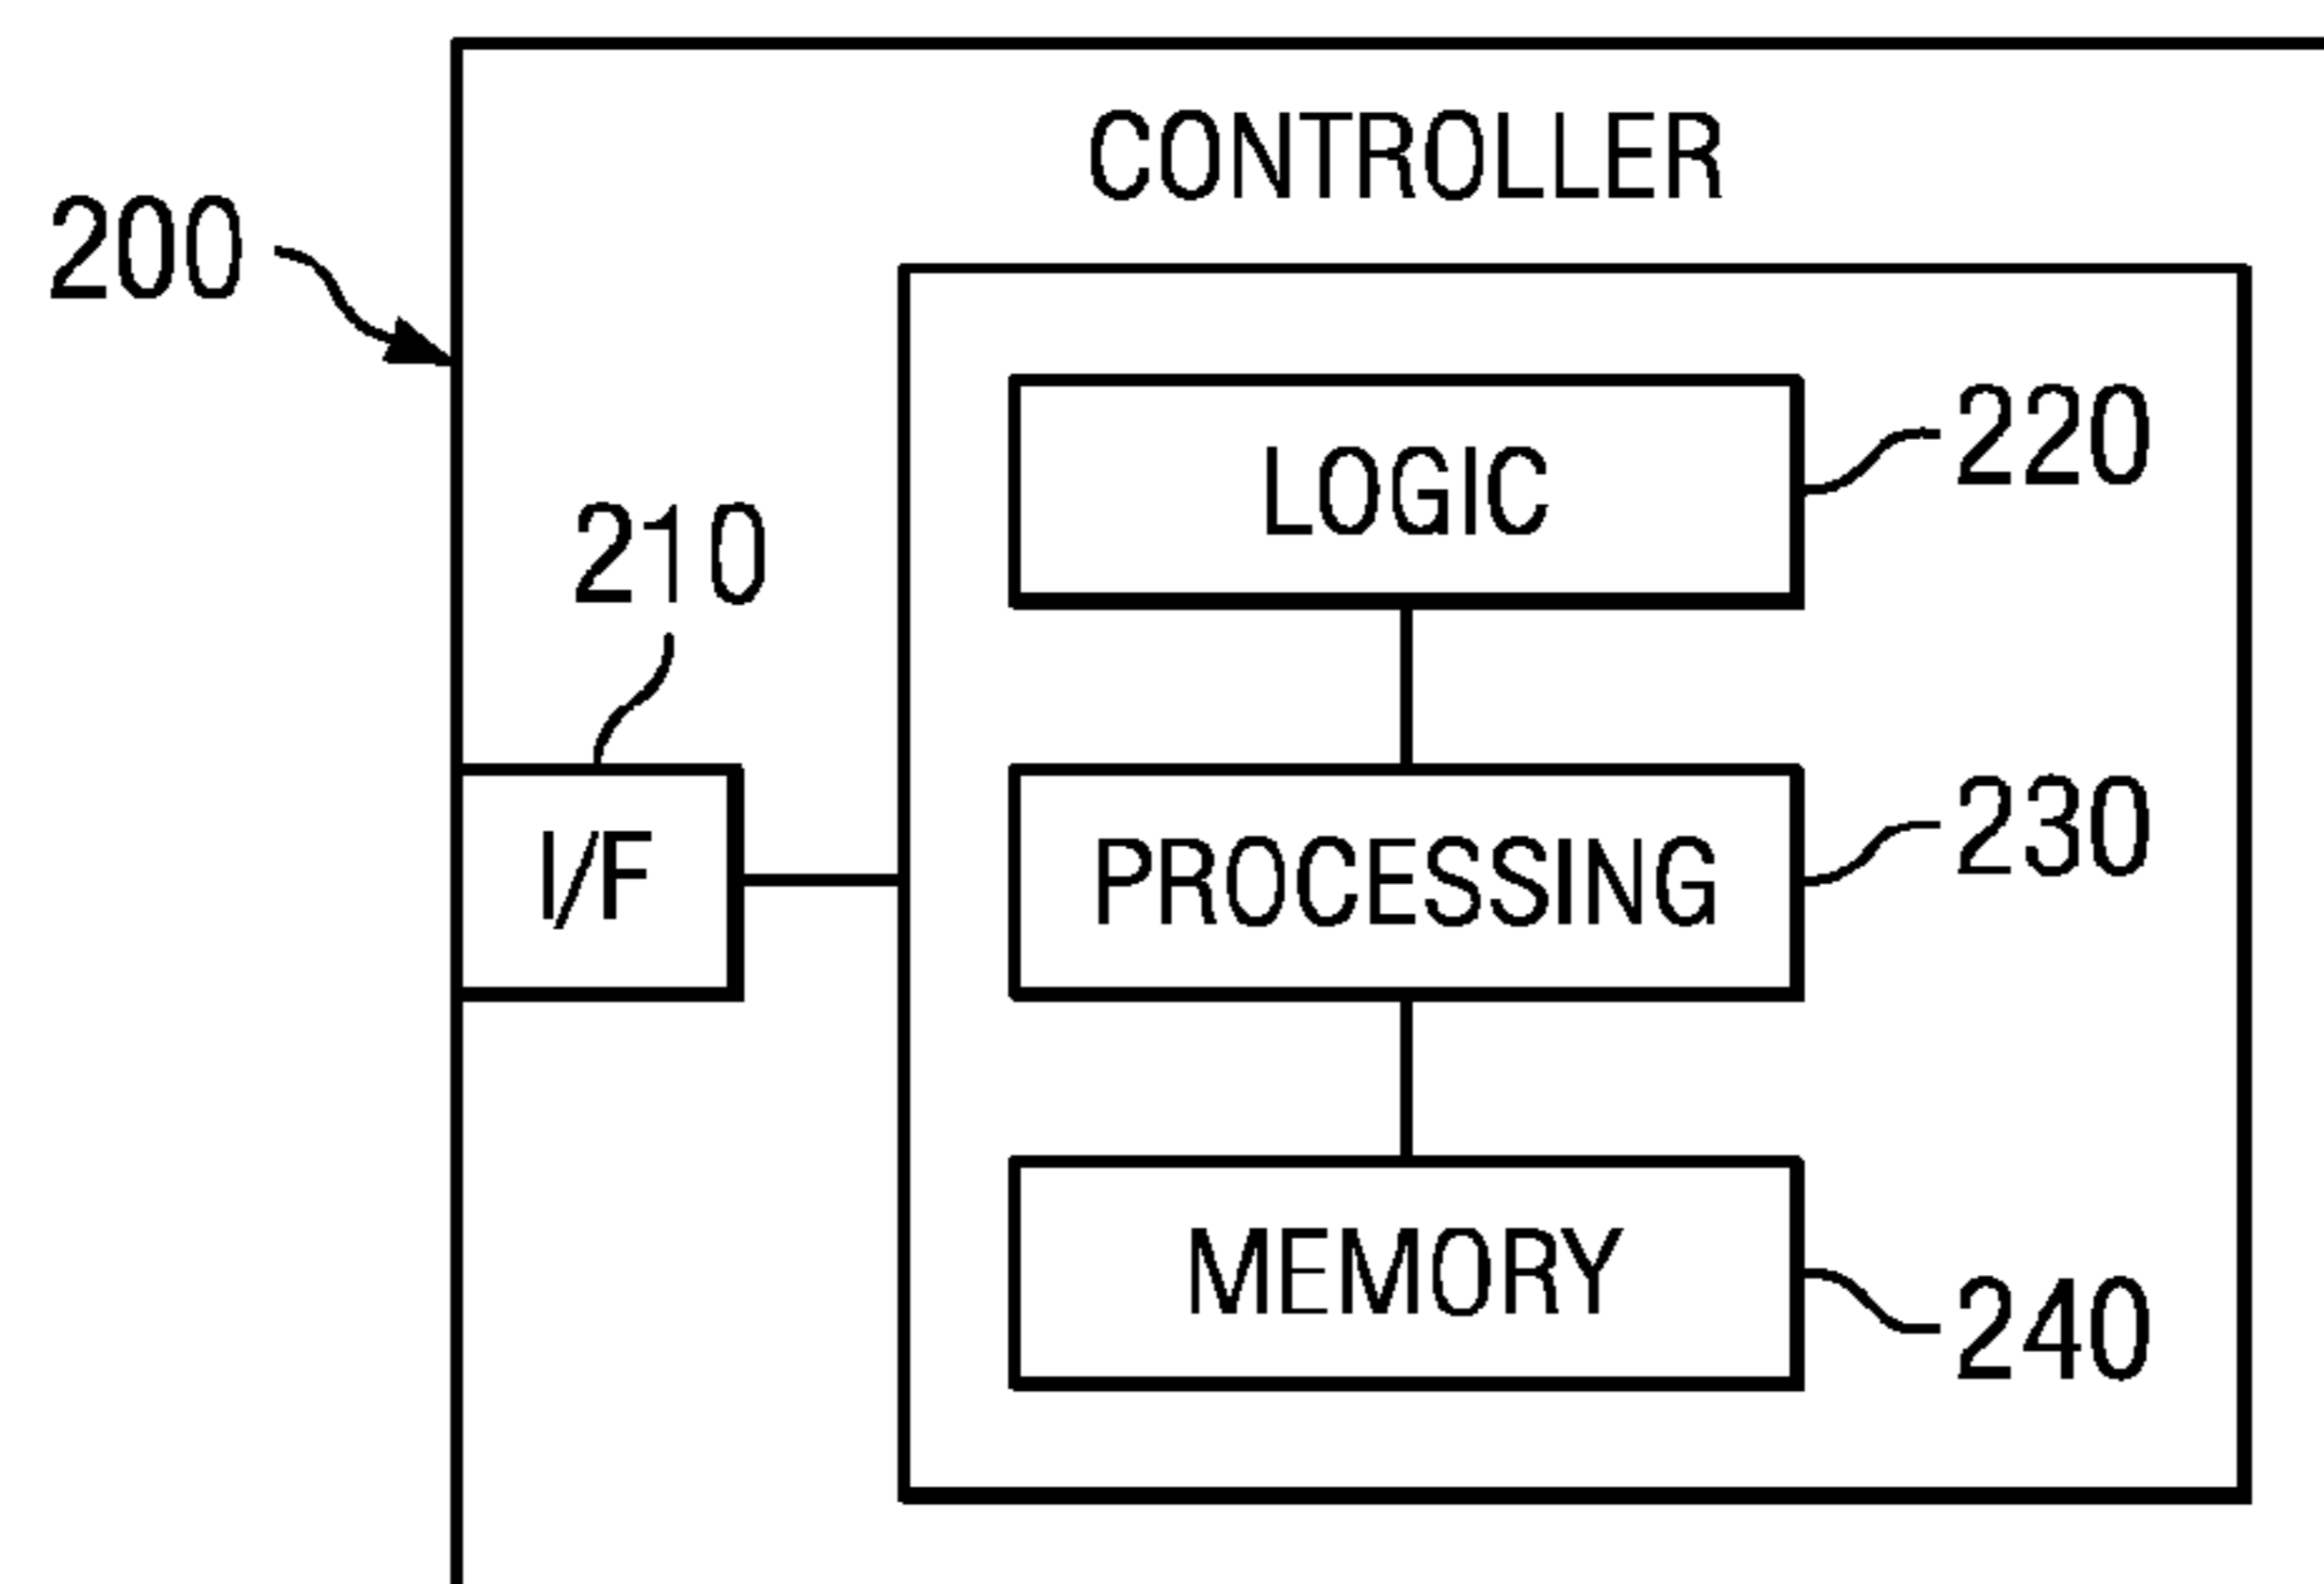 CONTROLLER
200
LOGIC
220
210
I/F
PROCESSING
230
MEMORY
240